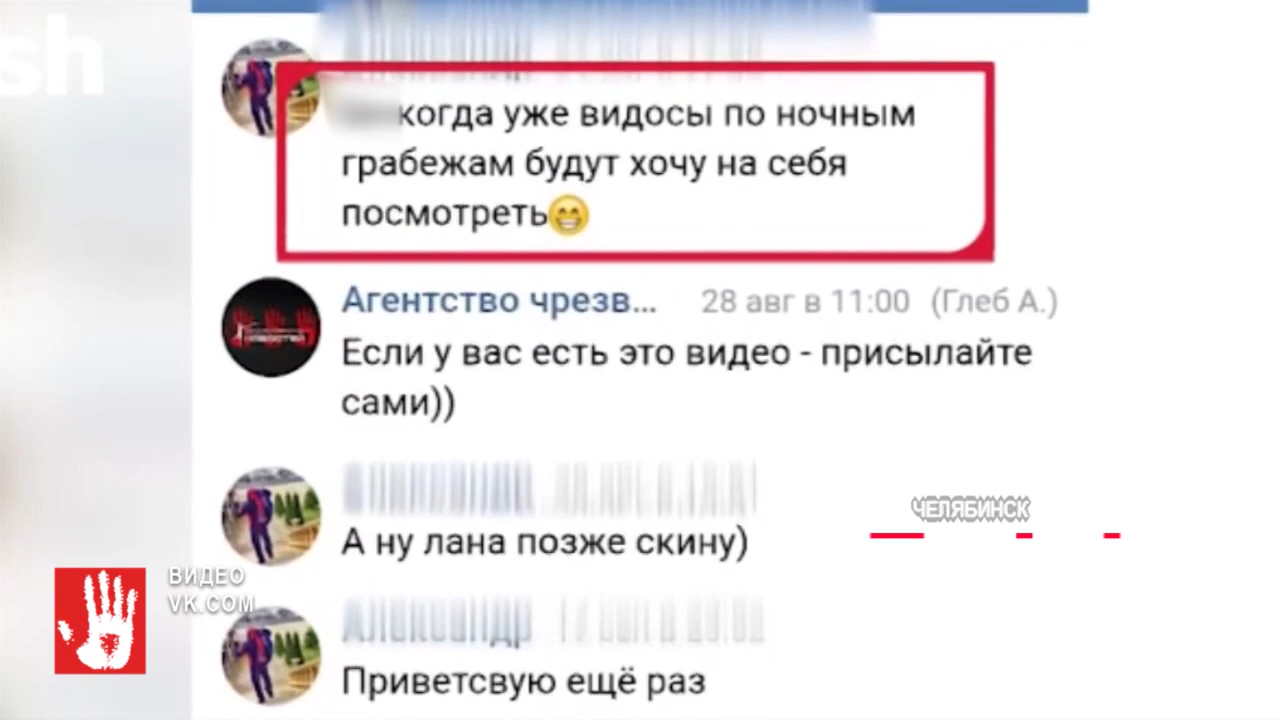 sh
когда уже видосы по ночным
грабежам будут хочу на себя
посмотреть😁
Агентство чрезв... 28 авг в 11:00 (Глеб А.)
Если у вас есть это видео - присылайте
сами))
А ну лана позже скину)
ЧЕЛЯБИНСК
ВИДЕО
VK.COM
Приветсвую ещё раз